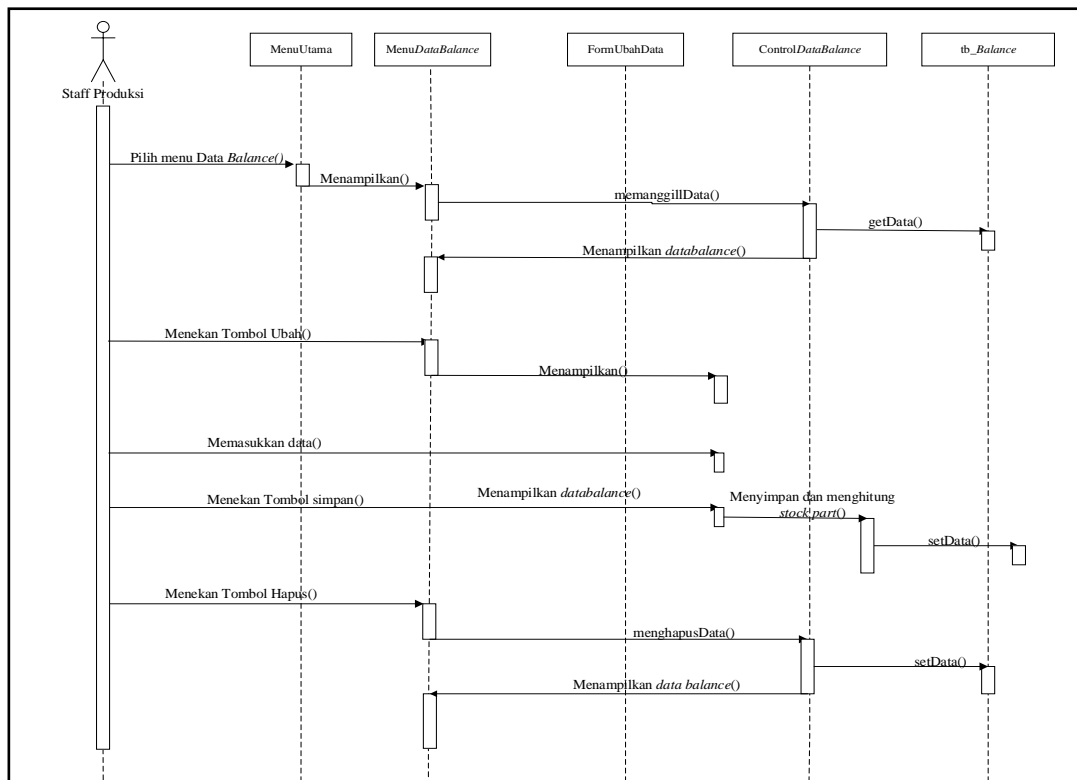 MenuUtama
MenuDataBalance
FormUbahData
ControlDataBalance
tb_Balance
Staff Produksi
Pilih menu Data Balance()
Menampilkan()
memanggillData()
getData()
Menampilkan databalance()
Menekan Tombol Ubah()
Menampilkan()
Memasukkan data()
Menekan Tombol simpan()
Menampilkan databalance()
Menyimpan dan menghitung
stock part()
setData()
Menekan Tombol Hapus()
menghapusData()
setData()
Menampilkan data balance()